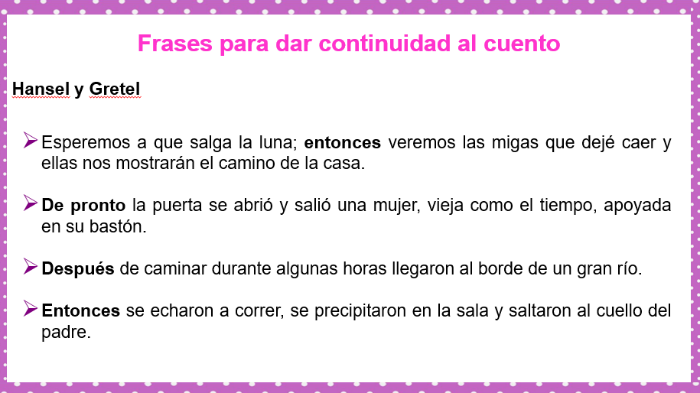 Frases para dar continuidad al cuento
Hansel y Gretel
Esperemos a que salga la luna; entonces veremos las migas que dejé caer y
ellas nos mostrarán el camino de la casa.
De pronto la puerta se abrió y salió una mujer, vieja como el tiempo, apoyada
en su bastón.
Después de caminar durante algunas horas llegaron al borde de un gran río.
Entonces se echaron a correr, se precipitaron en la sala y saltaron al cuello del
padre.